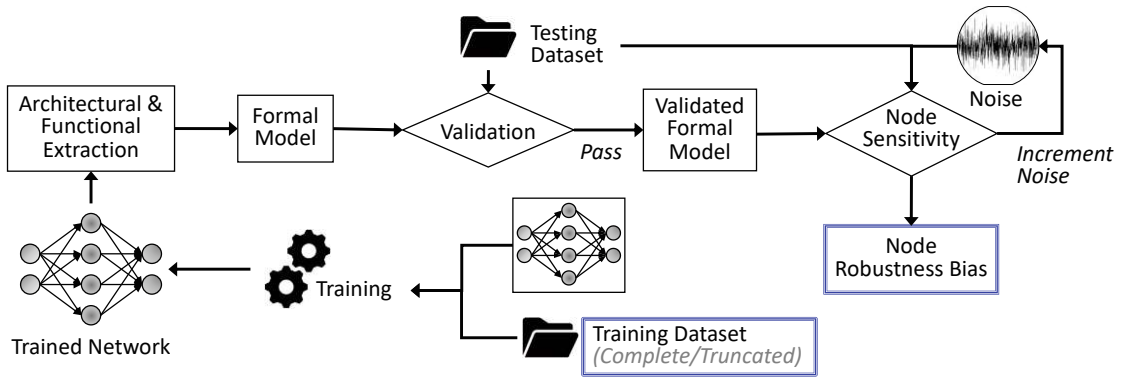 Testing
Dataset
Noise
Architectural &
Functional
Extraction
Formal
Model
Validation
Pass
Validated
Formal
Model
Node
Sensitivity
Increment
Noise
Node
Robustness Bias
Training
Trained Network
Training Dataset
(Complete/Truncated)